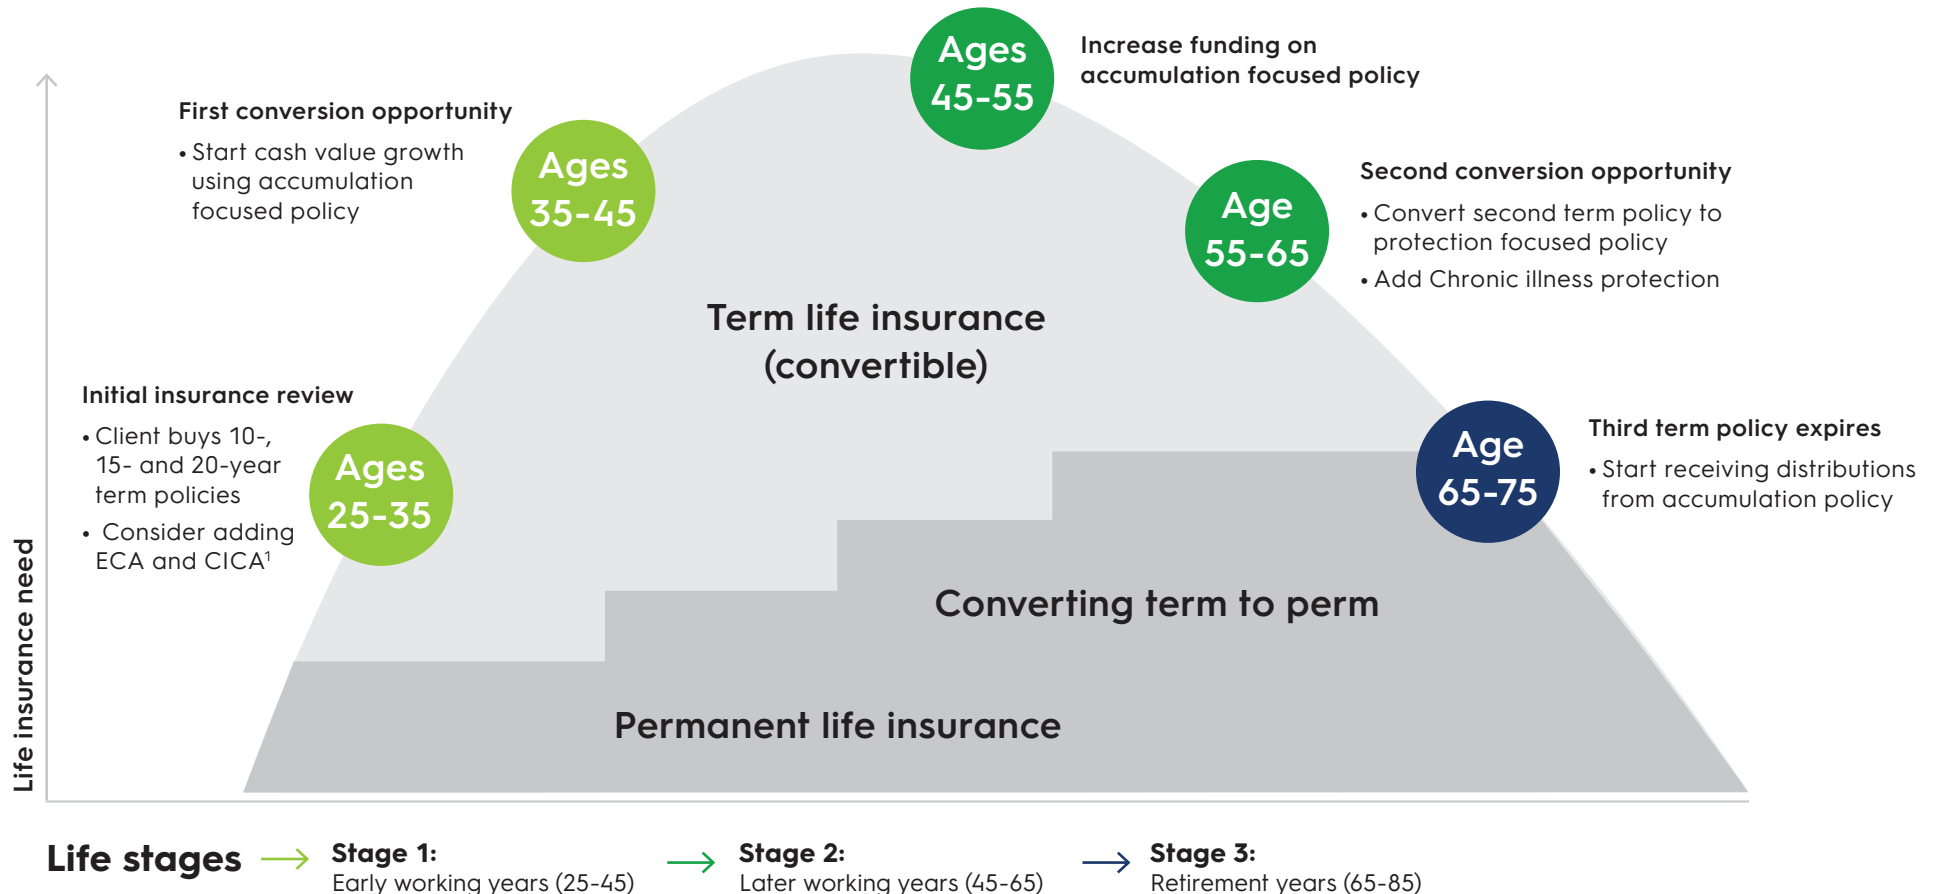 Ages
45-55
Increase funding on
accumulation focused policy
First conversion opportunity
• Start cash value growth
using accumulation
focused policy
Ages
35-45
Age
55-65
Second conversion opportunity
• Convert second term policy to
protection focused policy
• Add Chronic illness protection
Term life insurance
(convertible)
Initial insurance review
• Client buys 10-,
15- and 20-year
term policies
• Consider adding
ECA and CICA¹
Ages
25-35
Age
65-75
Third term policy expires
• Start receiving distributions
from accumulation policy
Converting term to perm
Permanent life insurance
Life insurance need
Life stages
Stage 1:
Early working years (25-45)
Stage 2:
Later working years (45-65)
Stage 3:
Retirement years (65-85)